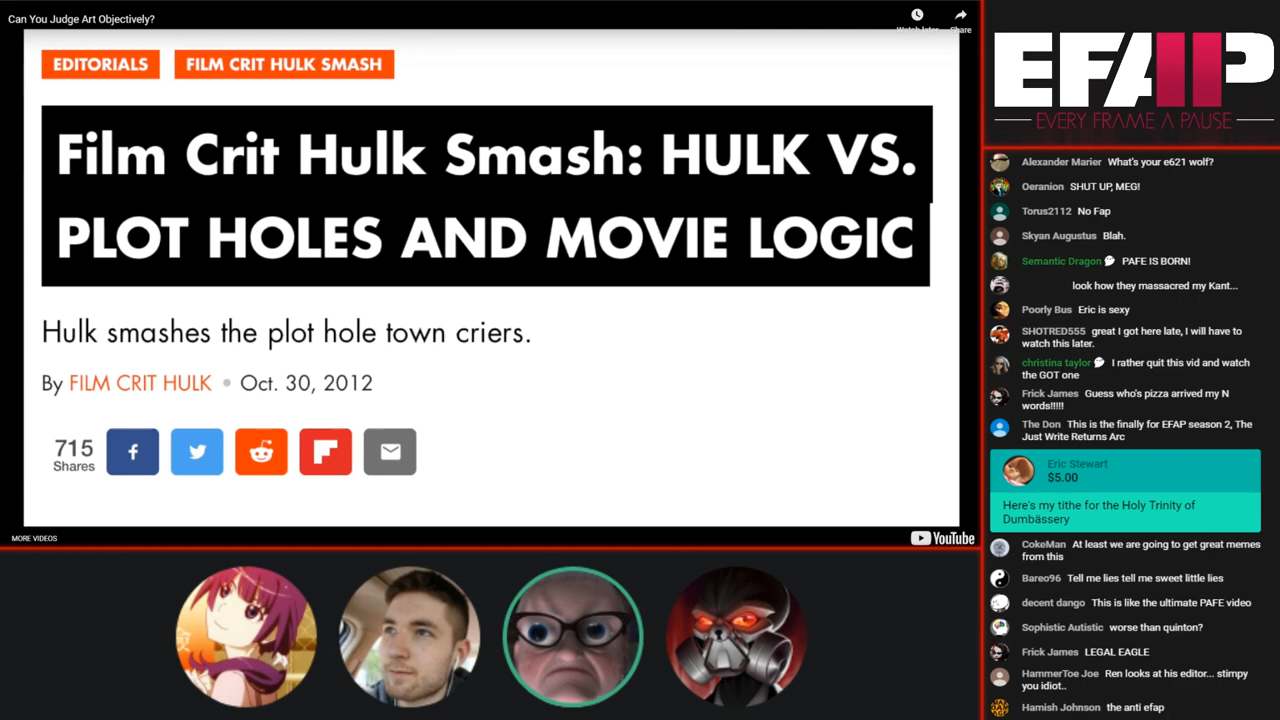 Can You Judge Art Objectively?
Watch later
Share
EDITORIALS
FILM CRIT HULK SMASH
Film Crit Hulk Smash: HULK VS.
PLOT HOLES AND MOVIE LOGIC
Hulk smashes the plot hole town criers.
By FILM CRIT HULK • Oct. 30, 2012
715
Shares
MORE VIDEOS
YouTube
EFAP
EVERY FRAME A PAUSE
Alexander Marier What's your e621 wolf?
Oeranion SHUT UP, MEG!
Torus2112 No Fap
Skyan Augustus Blah.
Semantic Dragon PAFE IS BORN!
look how they massacred my Kant...
Poorly Bus Eric is sexy
SHOTRED555 great I got here late, I will have to
watch this later.
christina taylor I rather quit this vid and watch
the GOT one
Frick James Guess who's pizza arrived my N
words!!!!!
The Don This is the finally for EFAP season 2, The
Just Write Returns Arc
Eric Stewart
$5.00
Here's my tithe for the Holy Trinity of
Dumbässery
CokeMan At least we are going to get great memes
from this
Bareo96 Tell me lies tell me sweet little lies
decent dango This is like the ultimate PAFE video
Sophistic Autistic worse than quinton?
Frick James LEGAL EAGLE
HammerToe Joe Ren looks at his editor... stimpy
you idiot..
Hamish Johnson the anti efap